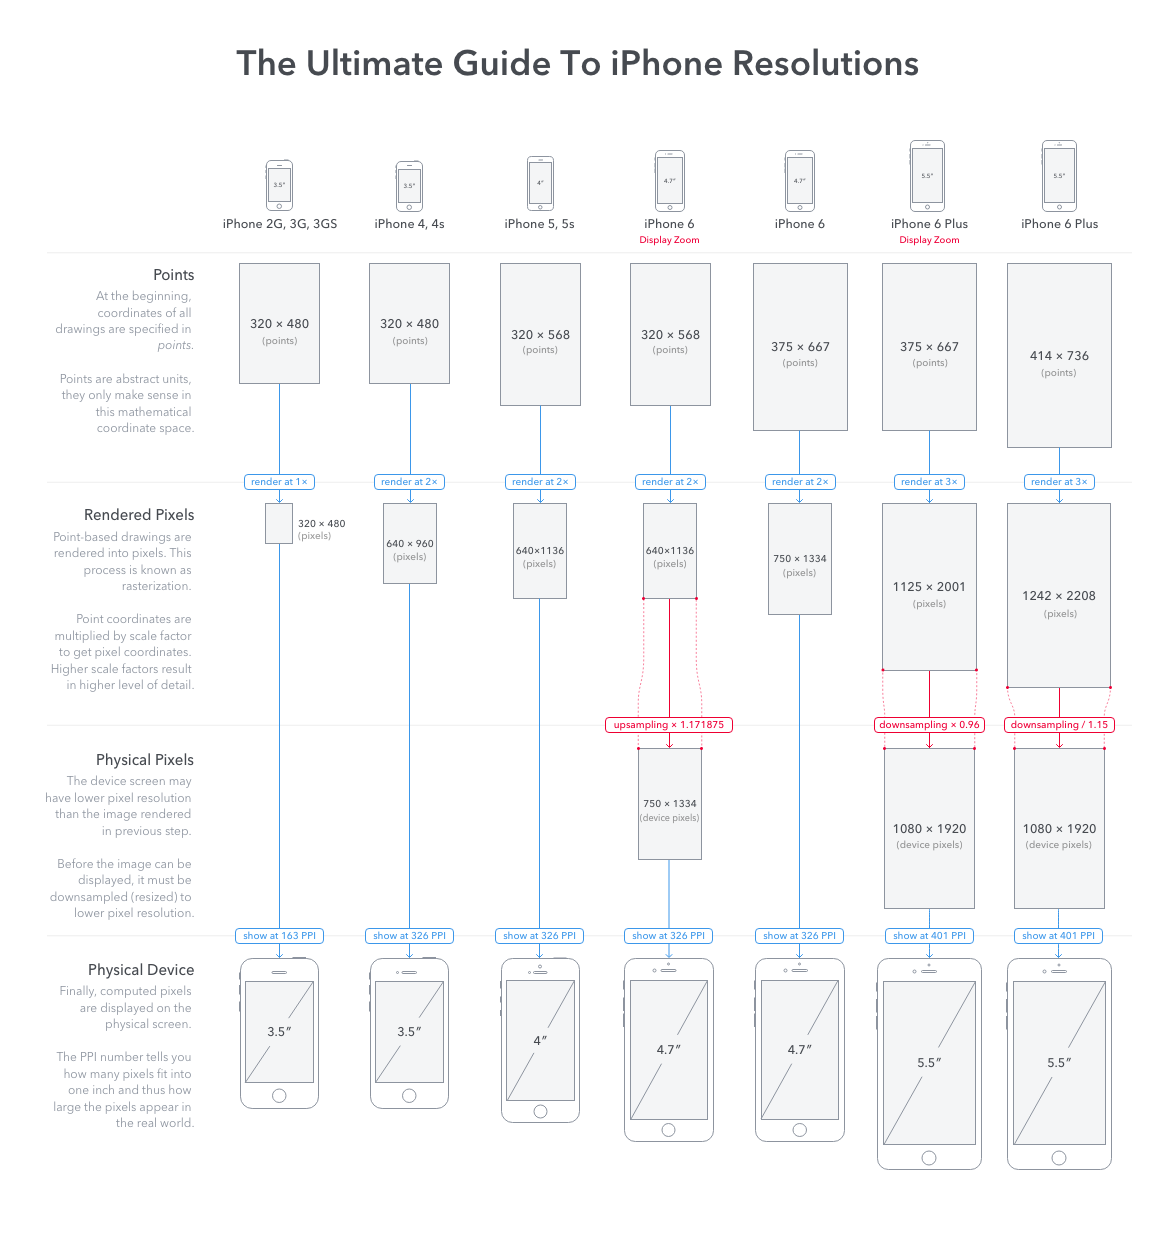 The Ultimate Guide To iPhone Resolutions
3.5″
3.5″
4″
4.7″
4.7″
5.5″
5.5″
iPhone 2G, 3G, 3GS
iPhone 4, 4s
iPhone 5, 5s
iPhone 6
Display Zoom
iPhone 6
iPhone 6 Plus
Display Zoom
iPhone 6 Plus
Points
At the beginning,
coordinates of all
drawings are specified in
points.
Points are abstract units,
they only make sense in
this mathematical
coordinate space.
320 × 480
(points)
320 × 480
(points)
320 × 568
(points)
320 × 568
(points)
375 × 667
(points)
375 × 667
(points)
414 × 736
(points)
render at 1×
render at 2×
render at 2×
render at 2×
render at 2×
render at 3×
render at 3×
Rendered Pixels
Point-based drawings are
rendered into pixels. This
process is known as
rasterization.
Point coordinates are
multiplied by scale factor
to get pixel coordinates.
Higher scale factors result
in higher level of detail.
320 × 480
(pixels)
640 × 960
(pixels)
640×1136
(pixels)
640×1136
(pixels)
750 × 1334
(pixels)
1125 × 2001
(pixels)
1242 × 2208
(pixels)
upsampling × 1.171875
downsampling × 0.96
downsampling / 1.15
Physical Pixels
The device screen may
have lower pixel resolution
than the image rendered
in previous step.
Before the image can be
displayed, it must be
downsampled (resized) to
lower pixel resolution.
750 × 1334
(device pixels)
1080 × 1920
(device pixels)
1080 × 1920
(device pixels)
show at 163 PPI
show at 326 PPI
show at 326 PPI
show at 326 PPI
show at 326 PPI
show at 401 PPI
show at 401 PPI
Physical Device
Finally, computed pixels
are displayed on the
physical screen.
The PPI number tells you
how many pixels fit into
one inch and thus how
large the pixels appear in
the real world.
3.5″
3.5″
4″
4.7″
4.7″
5.5″
5.5″